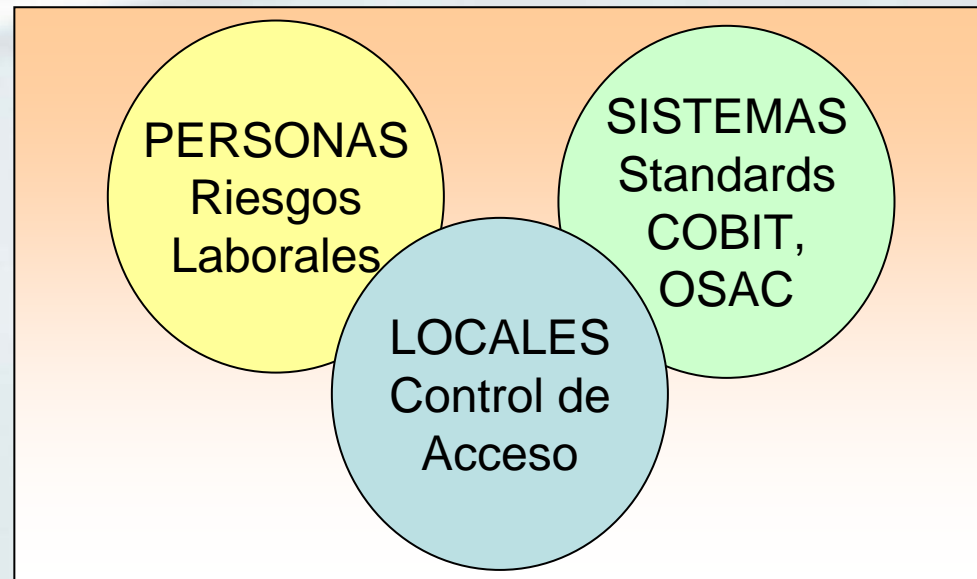 PERSONAS
Riesgos
Laborales
SISTEMAS
Standards
COBIT,
OSAC
LOCALES
Control de
Acceso